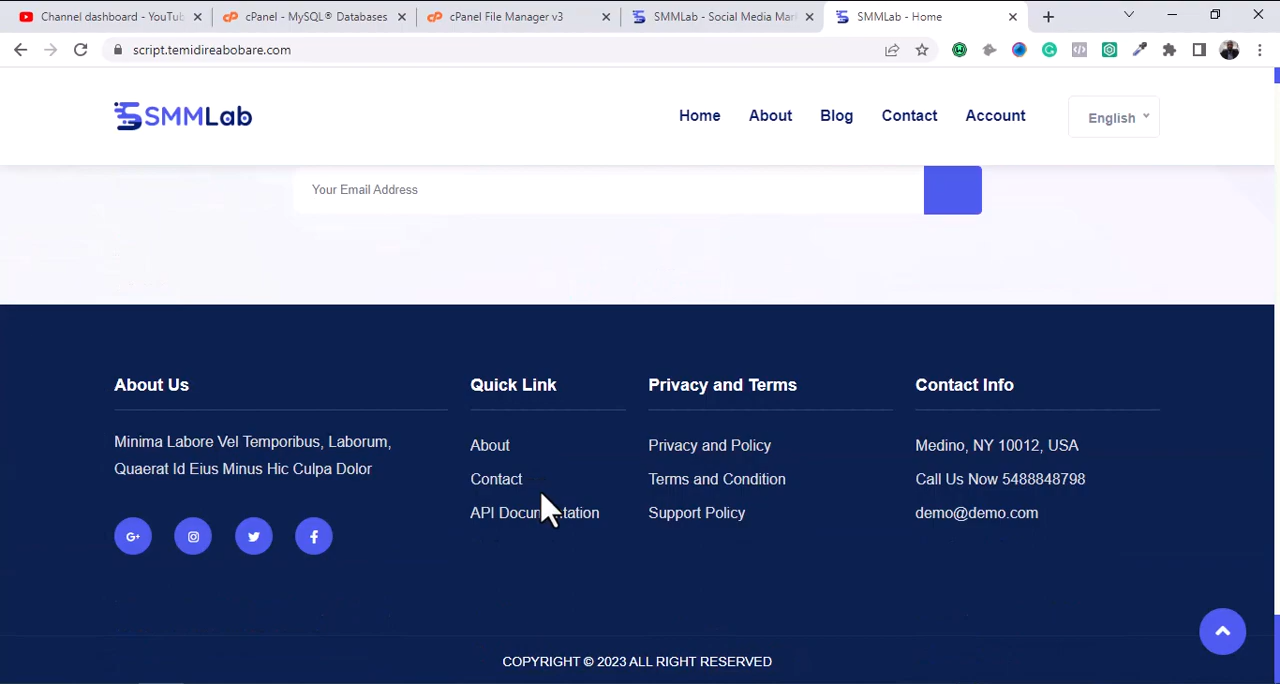 Channel dashboard - YouTub
cPanel - MySQL® Databases
cPanel File Manager v3
SMMLab - Social Media Mar
SMMLab - Home
script.temidireabobare.com
SMMLab
Home
About
Blog
Contact
Account
English
Your Email Address
About Us
Minima Labore Vel Temporibus, Laborum,
Quaerat Id Eius Minus Hic Culpa Dolor
Quick Link
About
Contact
API Documentation
Privacy and Terms
Privacy and Policy
Terms and Condition
Support Policy
Contact Info
Medino, NY 10012, USA
Call Us Now 5488848798
demo@demo.com
COPYRIGHT © 2023 ALL RIGHT RESERVED